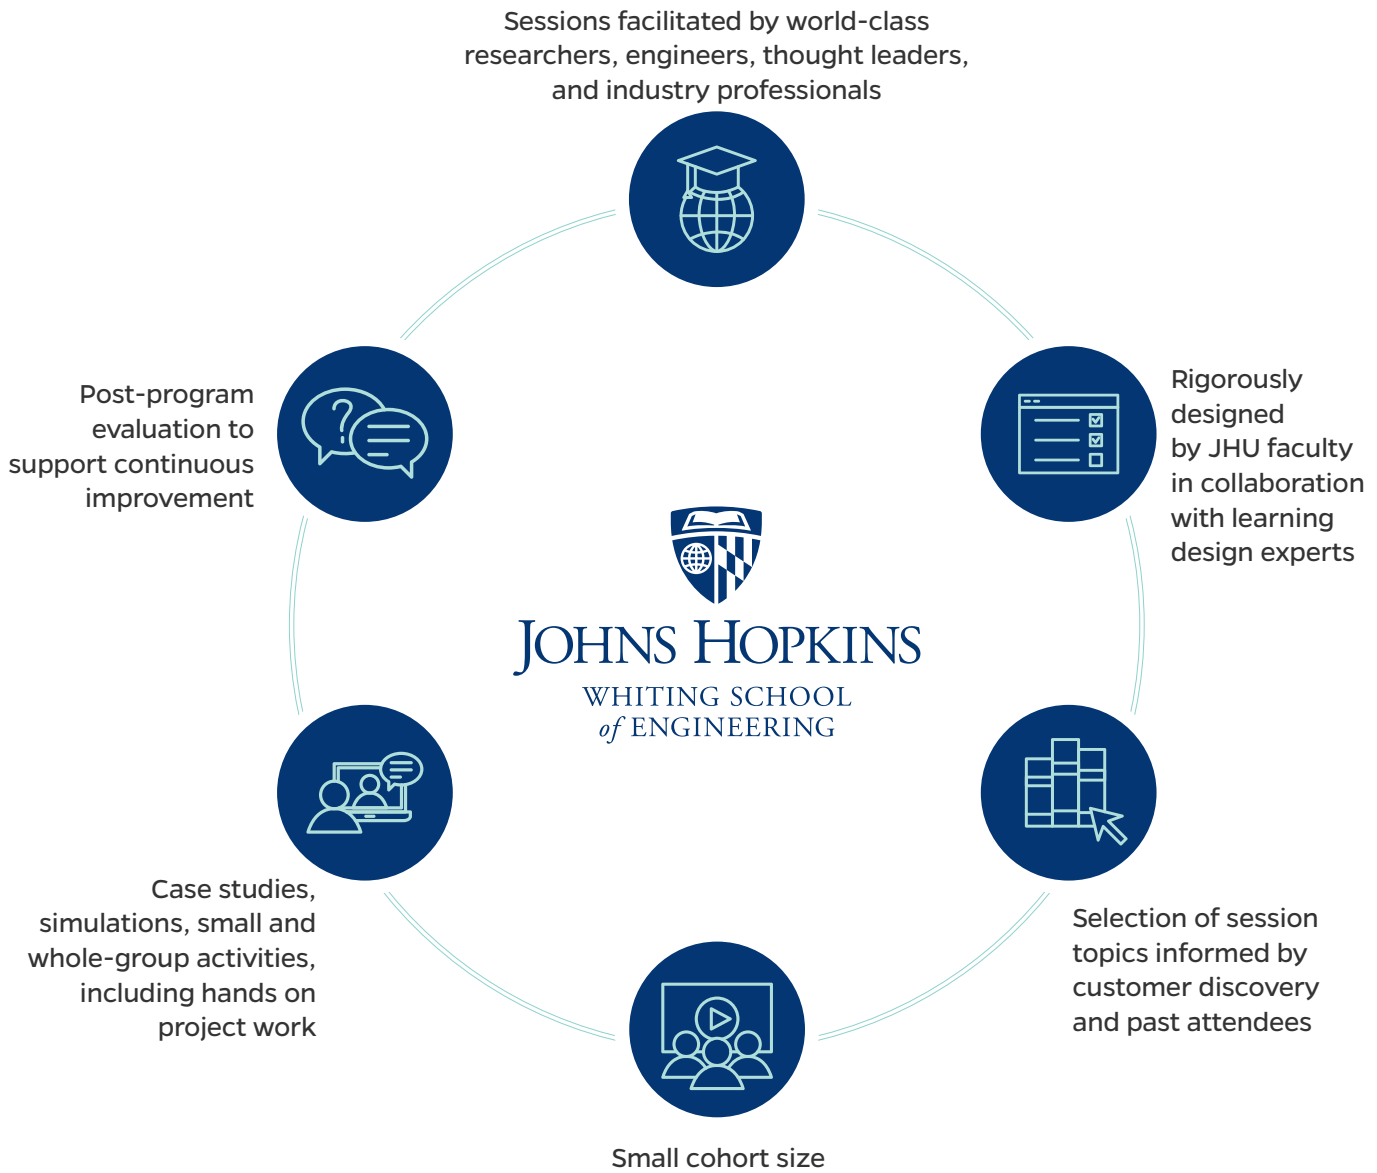 Sessions facilitated by world-class
researchers, engineers, thought leaders,
and industry professionals
Rigorously
designed
by JHU faculty
in collaboration
with learning
design experts
Selection of session
topics informed by
customer discovery
and past attendees
Small cohort size
Case studies,
simulations, small and
whole-group activities,
including hands on
project work
Post-program
evaluation to
support continuous
improvement
?
JOHNS HOPKINS
WHITING SCHOOL
of ENGINEERING